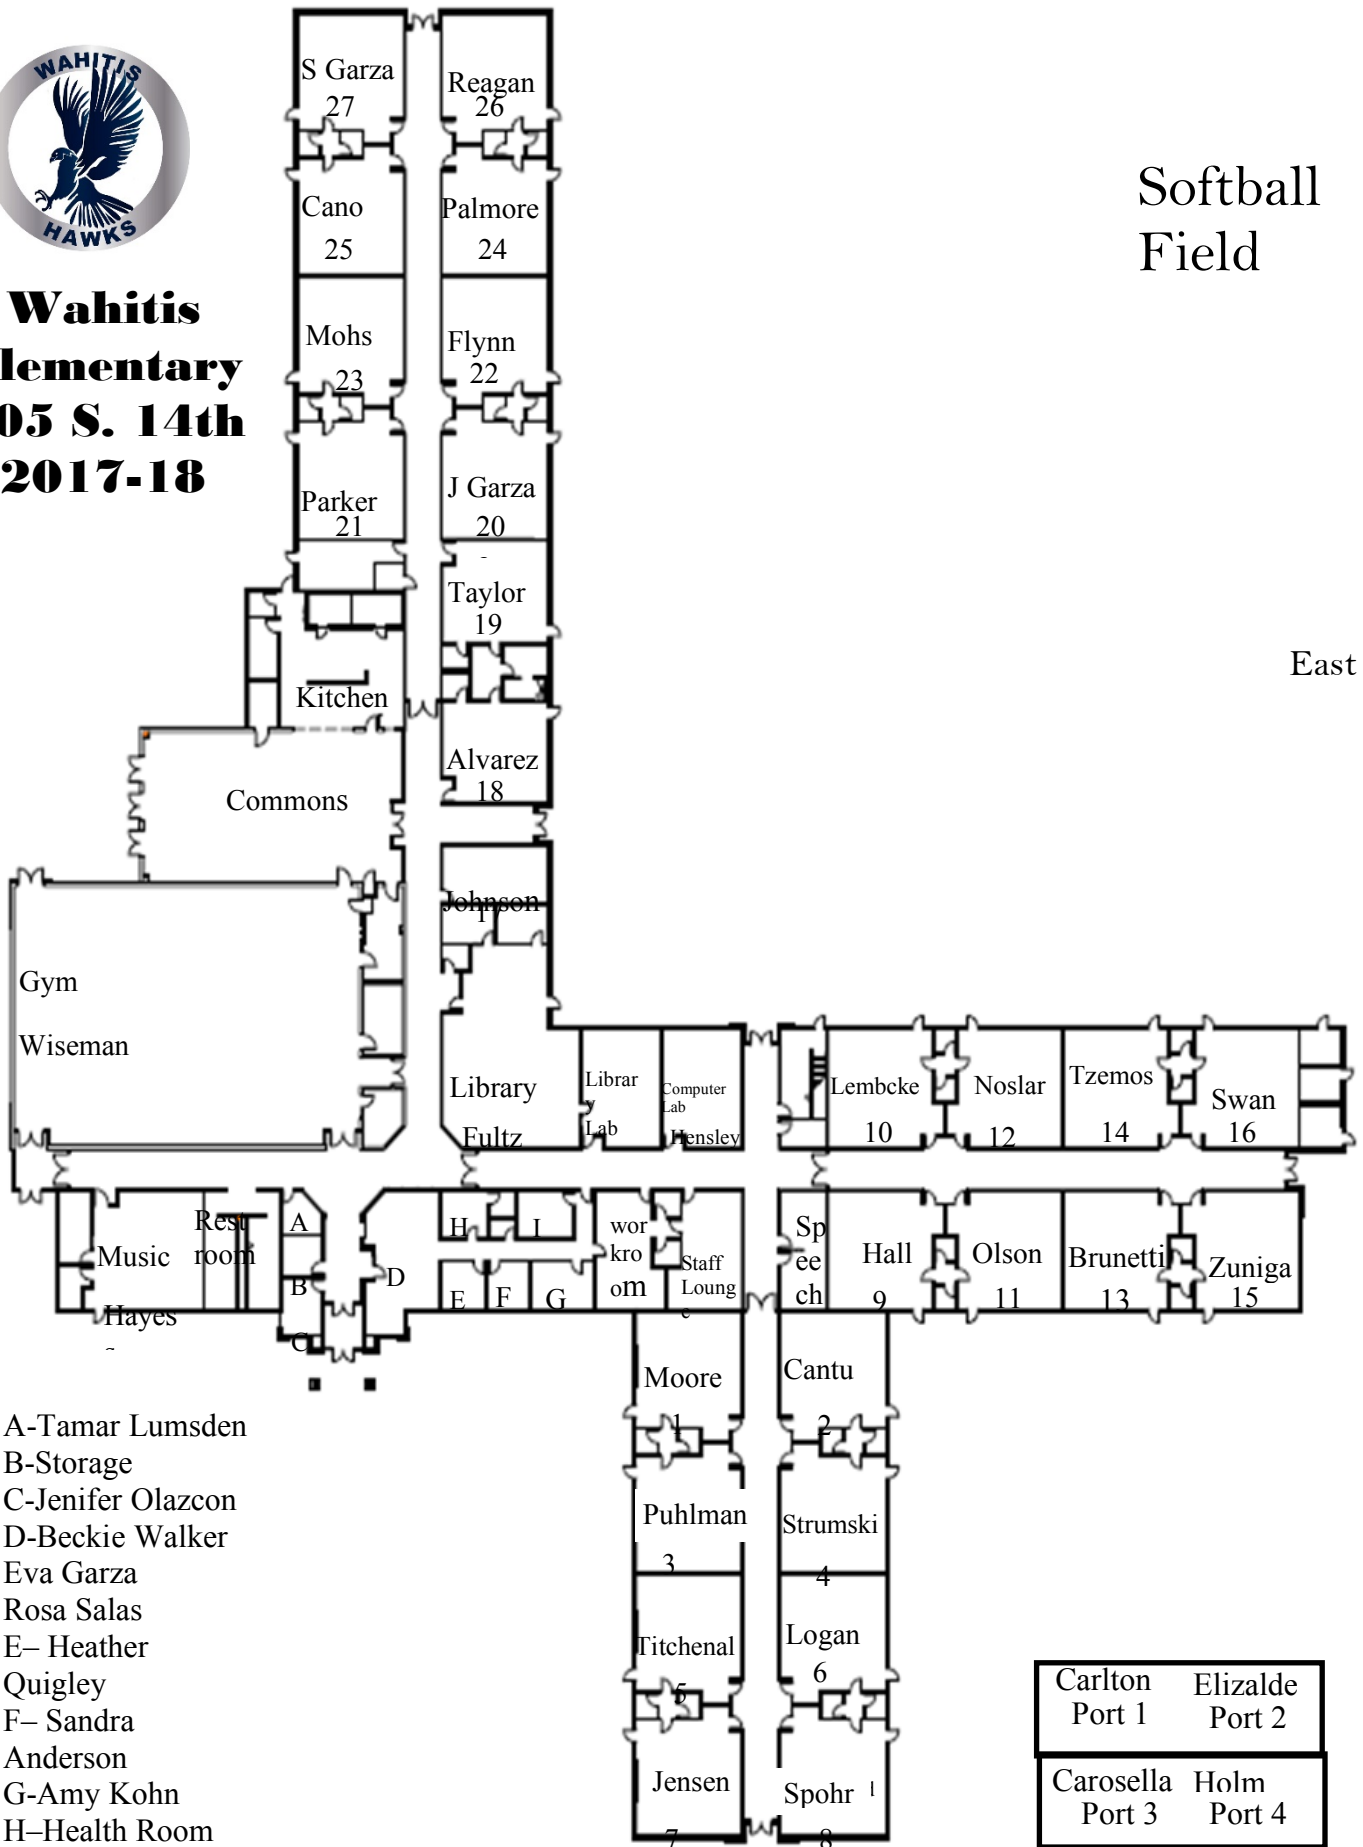 WAHITIS
HAWKS
Wahitis
lementary
05 S. 14th
2017-18
Softball
Field
East
S Garza
27
Reagan
26
Cano
25
Palmore
24
Mohs
23
Flynn
22
Parker
21
J Garza
20
Taylor
19
Kitchen
Alvarez
18
Commons
Johnson
17
Gym
Wiseman
Library
Fultz
Librar
y
Lab
Computer
Lab
Hensley
Lembcke
10
Noslar
12
Tzemos
14
Swan
16
Music
Hayes
Rest
room
A
B
C
D
H
I
E
F
G
wor
kro
om
Staff
Loung
e
Sp
ee
ch
Hall
9
Olson
11
Brunetti
13
Zuniga
15
Moore
1
Cantu
2
Puhlman
3
Strumski
4
Titchenal
5
Logan
6
Jensen
7
Spohr
8
A-Tamar Lumsden
B-Storage
C-Jenifer Olazcon
D-Beckie Walker
Eva Garza
Rosa Salas
E– Heather
Quigley
F– Sandra
Anderson
G-Amy Kohn
H–Health Room
Carlton
Port 1
Elizalde
Port 2
Carosella
Port 3
Holm
Port 4